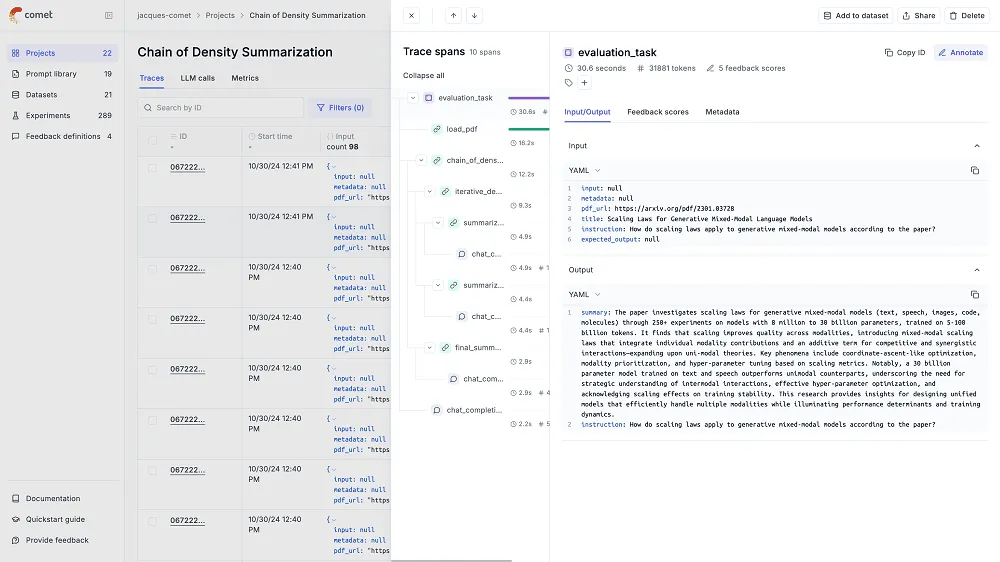 comet
Projects 22
Prompt library 19
Datasets 21
Experiments 289
Feedback definitions 4
Documentation
Quickstart guide
Provide feedback
jacques-comet > Projects > Chain of Density Summarization
Chain of Density Summarization
Traces LLM calls Metrics
Search by ID Filters (0)
ID Start time {} Input
- - count 98
067222... 10/30/24 12:41 PM {
input: null
metadata: null
pdf_url: "https
067222... 10/30/24 12:41 PM {
input: null
metadata: null
pdf_url: "https
067222... 10/30/24 12:40 PM {
input: null
metadata: null
pdf_url: "https
067222... 10/30/24 12:40 PM {
input: null
metadata: null
pdf_url: "https
067222... 10/30/24 12:40 PM {
input: null
metadata: null
pdf_url: "https
067222... 10/30/24 12:40 PM {
input: null
metadata: null
pdf_url: "https
067222... 10/30/24 12:40 PM {
input: null
metadata: null
pdf_url: "https
067222... 10/30/24 12:40 PM {
input: null
metadata: null
pdf_url: "https
Add to dataset Share Delete
Trace spans 10 spans
Collapse all
evaluation_task
30.6s #
load_pdf
16.2s
chain_of_dens...
12.2s
iterative_de...
9.3s
summariz...
4.9s
chat_c...
4.9s # 1
summariz...
4.4s
chat_c...
4.4s # 1
final_summ...
2.9s
chat_com...
2.9s # 4
chat_completi...
2.2s # 5
evaluation_task Copy ID Annotate
30.6 seconds # 31881 tokens 5 feedback scores
+
Input/Output Feedback scores Metadata
Input
YAML
1 input: null
2 metadata: null
3 pdf_url: https://arxiv.org/pdf/2301.03728
4 title: Scaling Laws for Generative Mixed-Modal Language Models
5 instruction: How do scaling laws apply to generative mixed-modal models according to the paper?
6 expected_output: null
Output
YAML
1 summary: The paper investigates scaling laws for generative mixed-modal models (text, speech, images, code,
molecules) through 250+ experiments on models with 8 million to 30 billion parameters, trained on 5-100
billion tokens. It finds that scaling improves quality across modalities, introducing mixed-modal scaling
laws that integrate individual modality contributions and an additive term for competitive and synergistic
interactions—expanding upon uni-modal theories. Key phenomena include coordinate-ascent-like optimization,
modality prioritization, and hyper-parameter tuning based on scaling metrics. Notably, a 30 billion
parameter model trained on text and speech outperforms unimodal counterparts, underscoring the need for
strategic understanding of intermodal interactions, effective hyper-parameter optimization, and
acknowledging scaling effects on training stability. This research provides insights for designing unified
models that efficiently handle multiple modalities while illuminating performance determinants and training
dynamics.
2 instruction: How do scaling laws apply to generative mixed-modal models according to the paper?